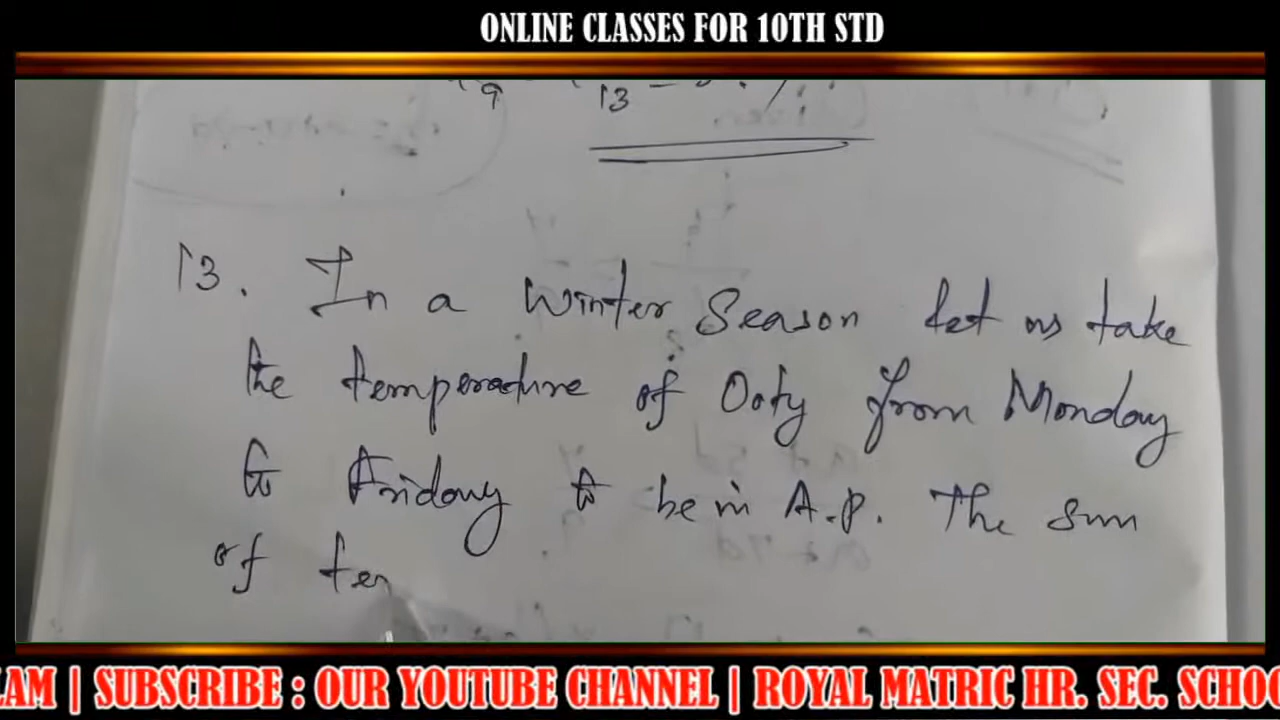 ONLINE CLASSES FOR 10TH STD
13. In a Winter Season let us take
the temperature of Ooty from Monday
to Friday to be in A.P. The sum
of ter
LAM | SUBSCRIBE : OUR YOUTUBE CHANNEL | ROYAL MATRIC HR. SEC. SCHOO